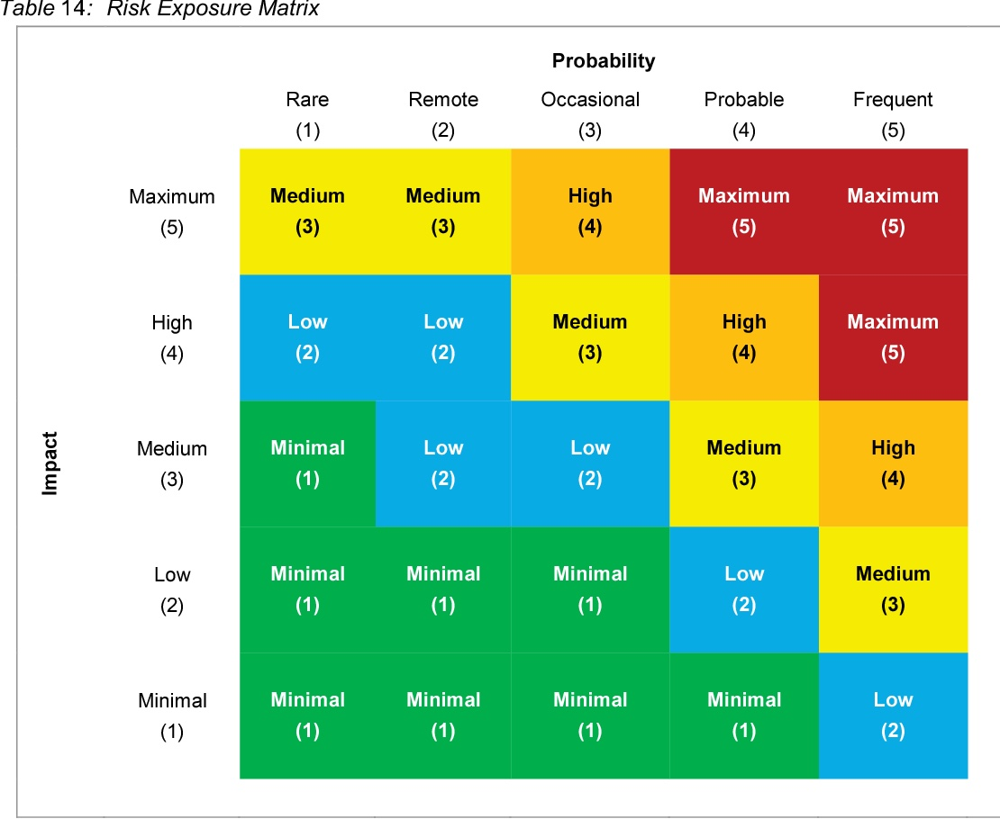 Table 14: Risk Exposure Matrix
Probability
Rare Remote Occasional Probable Frequent
(1) (2) (3) (4) (5)
Maximum Medium Medium High Maximum Maximum
(5) (3) (3) (4) (5) (5)
High Low Low Medium High Maximum
(4) (2) (2) (3) (4) (5)
Impact
Medium Minimal Low Low Medium High
(3) (1) (2) (2) (3) (4)
Low Minimal Minimal Minimal Low Medium
(2) (1) (1) (1) (2) (3)
Minimal Minimal Minimal Minimal Minimal Low
(1) (1) (1) (1) (1) (2)